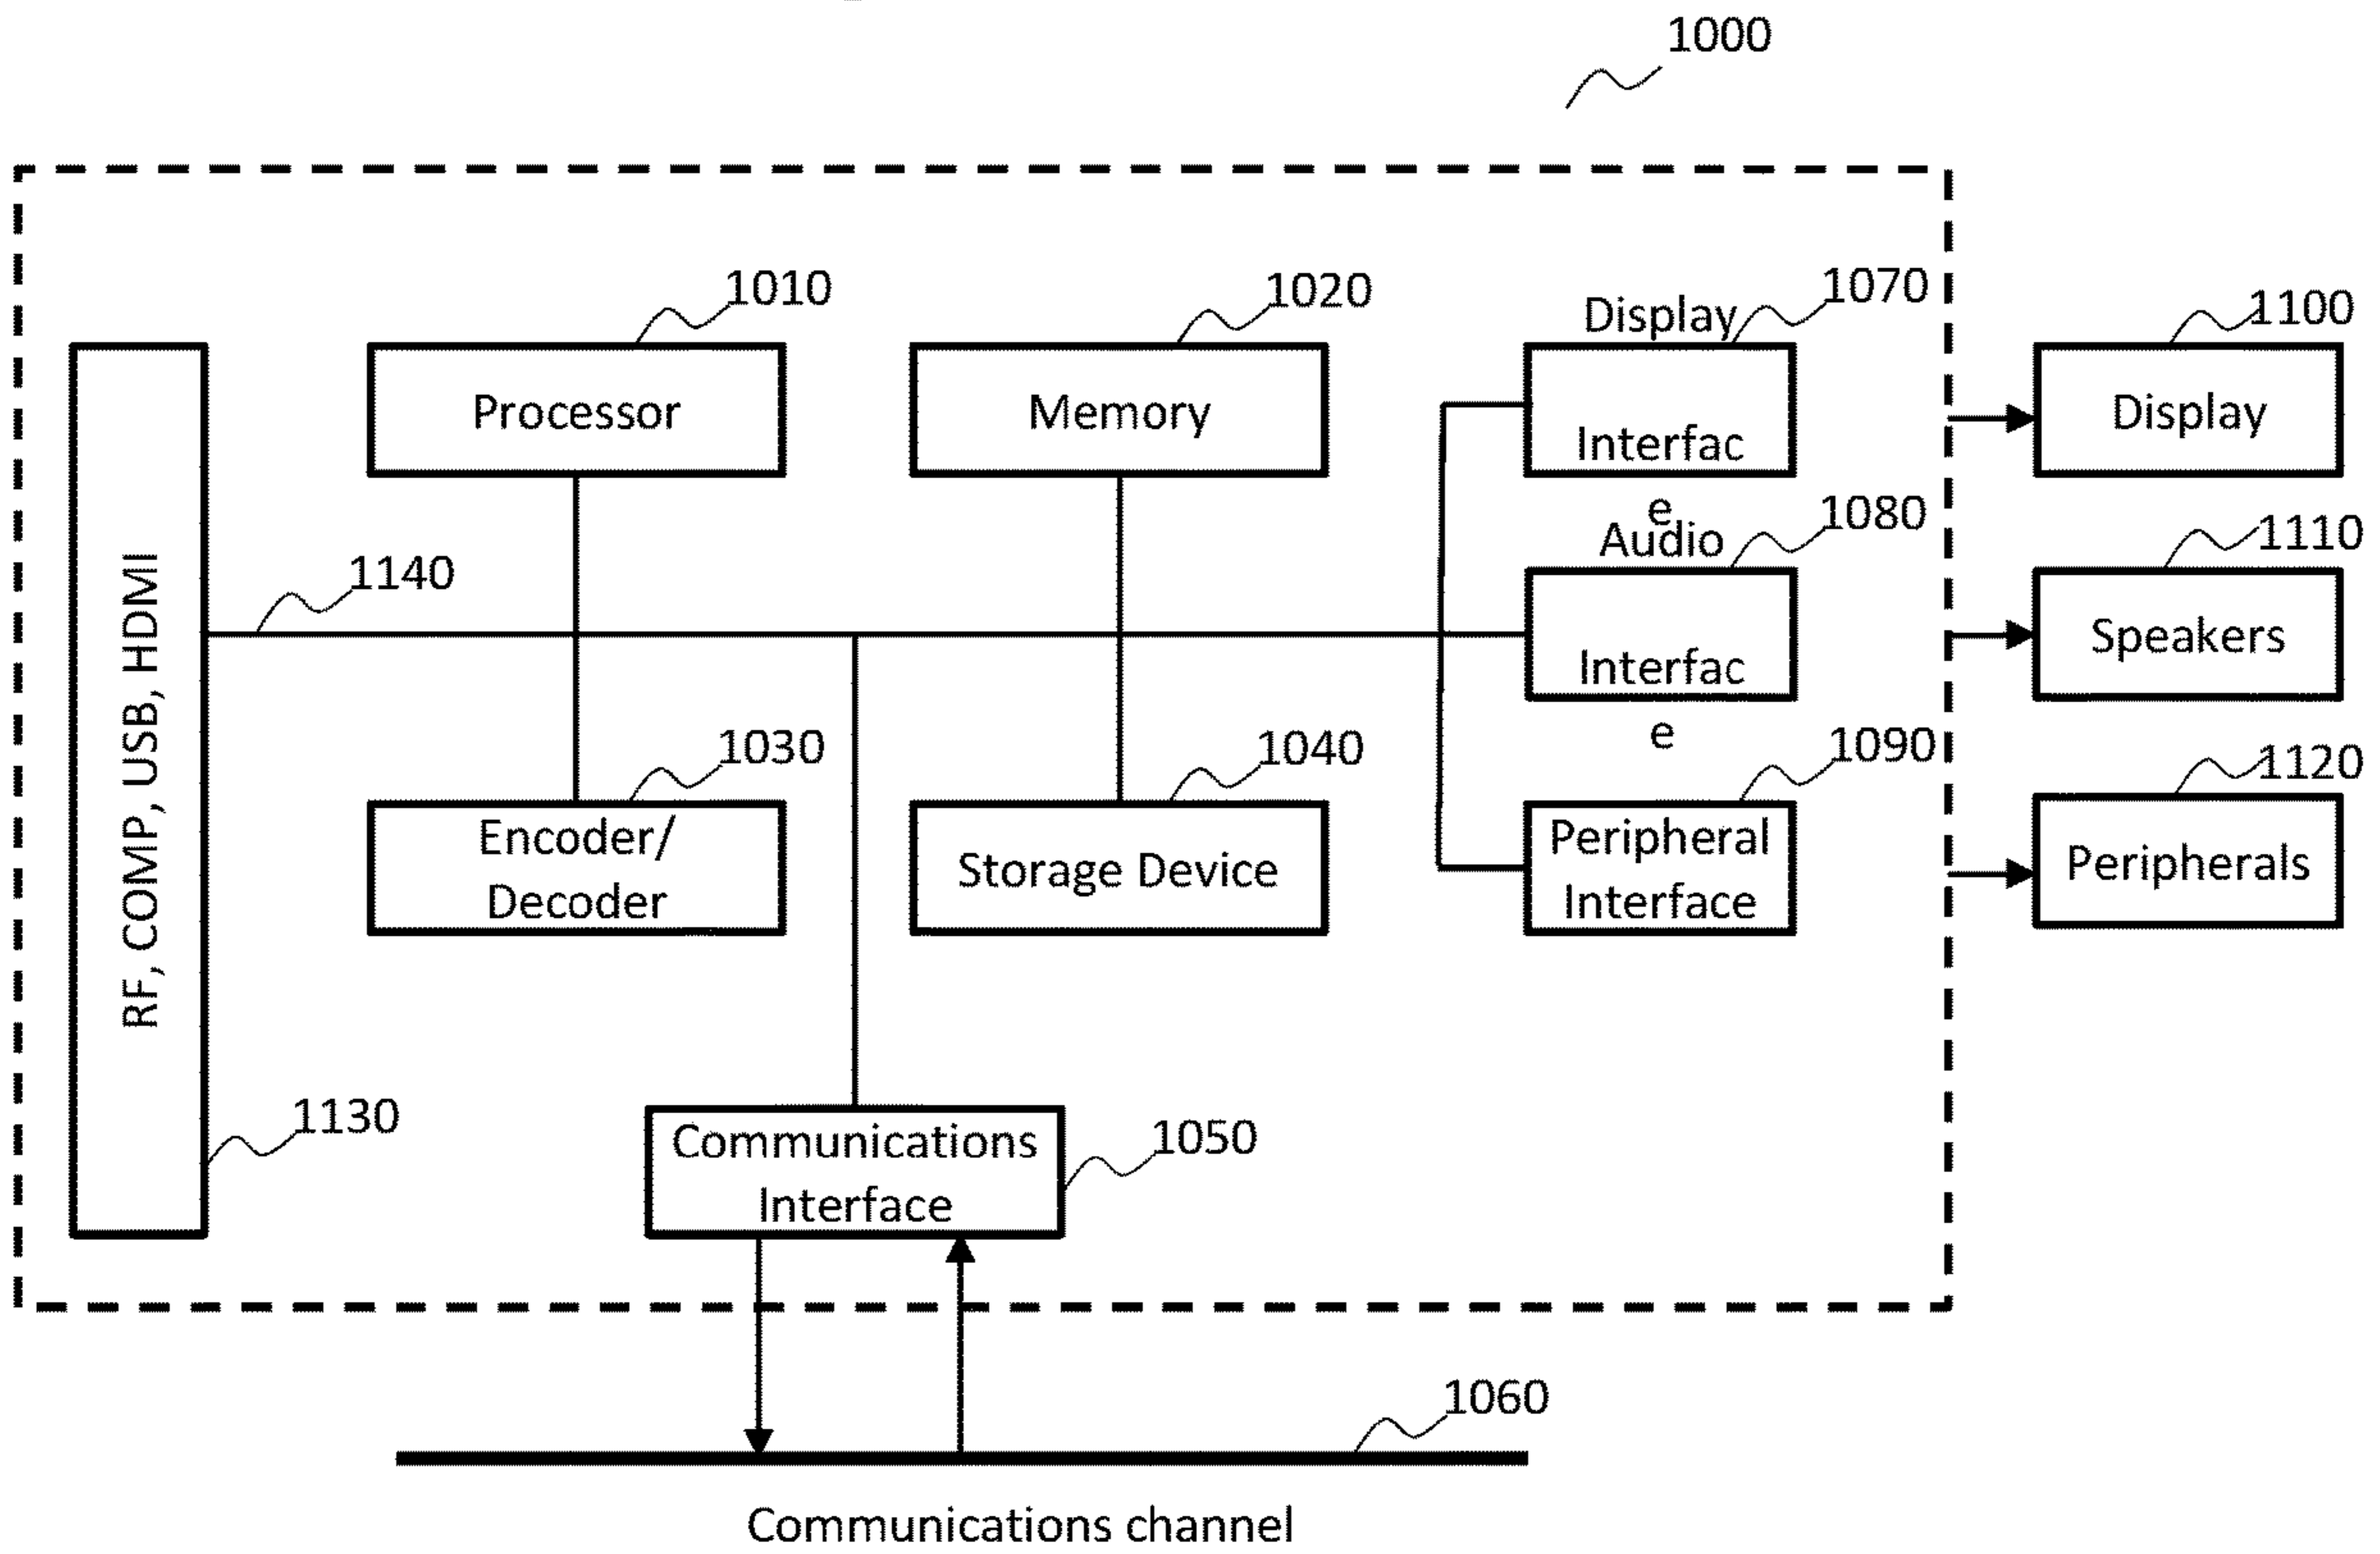 1000
1010
1020
1070
Display
1100
Processor
Memory
Interfac
e
Display
1140
1080
Audio
1110
RF, COMP, USB, HDMI
Interfac
e
Speakers
1030
1040
1090
1120
Encoder/
Decoder
Storage Device
Peripheral
Interface
Peripherals
1130
Communications
Interface
1050
1060
Communications channel